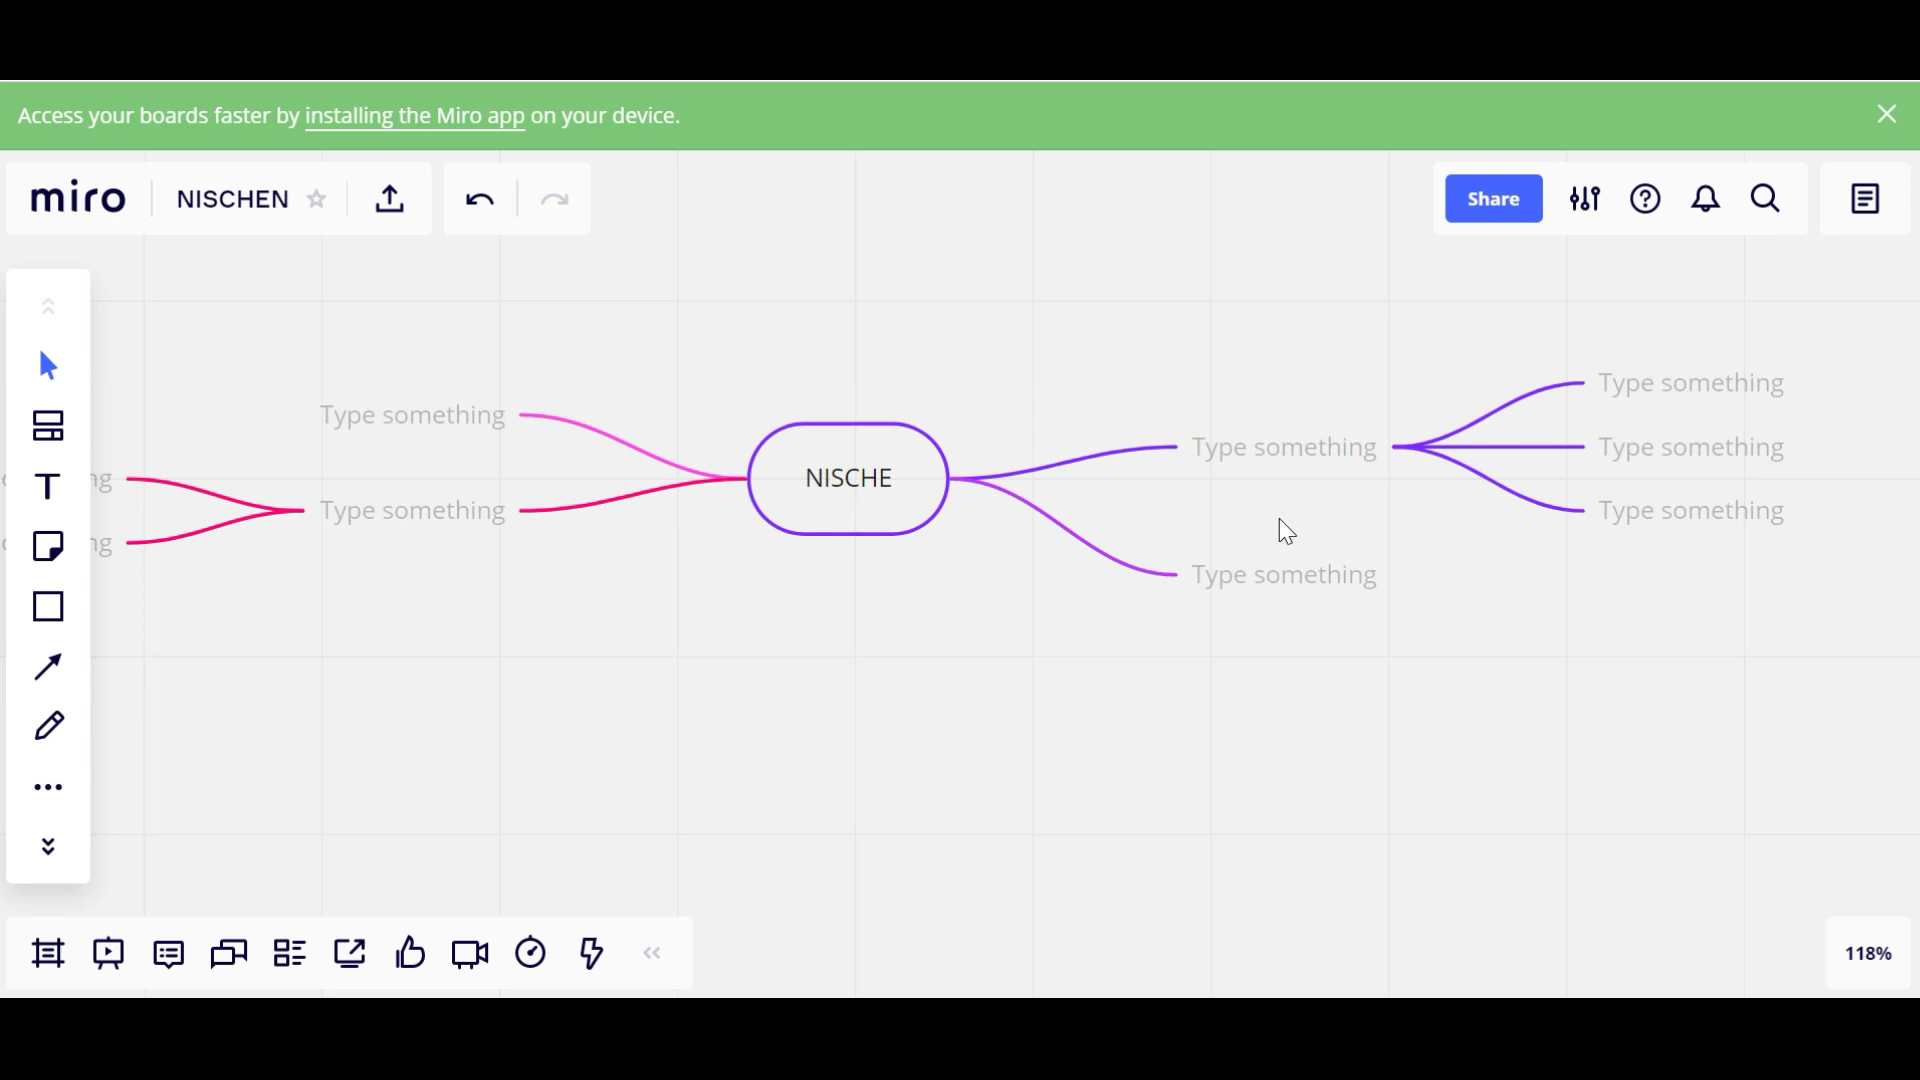 Access your boards faster by installing the Miro app on your device.
miro
NISCHEN
Share
Type something
Type something
Type something
NISCHE
Type something
Type something
Type something
Type something
Type something
118%